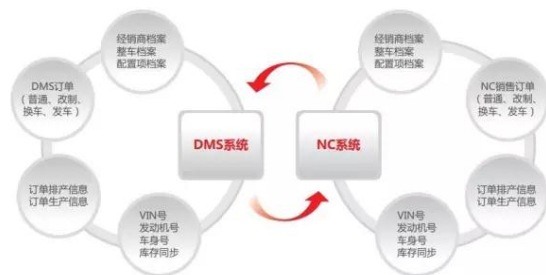 经销商档案
整车档案
配置项档案
DMS订单
(普通、改制、
换车、发车)
DMS系统
订单排产信息
订单生产信息
VIN号
发动机号
车身号
库存同步
经销商档案
整车档案
配置项档案
NC销售订单
(普通、改制、
换车、发车)
NC系统
订单排产信息
订单生产信息
VIN号
发动机号
车身号
库存同步